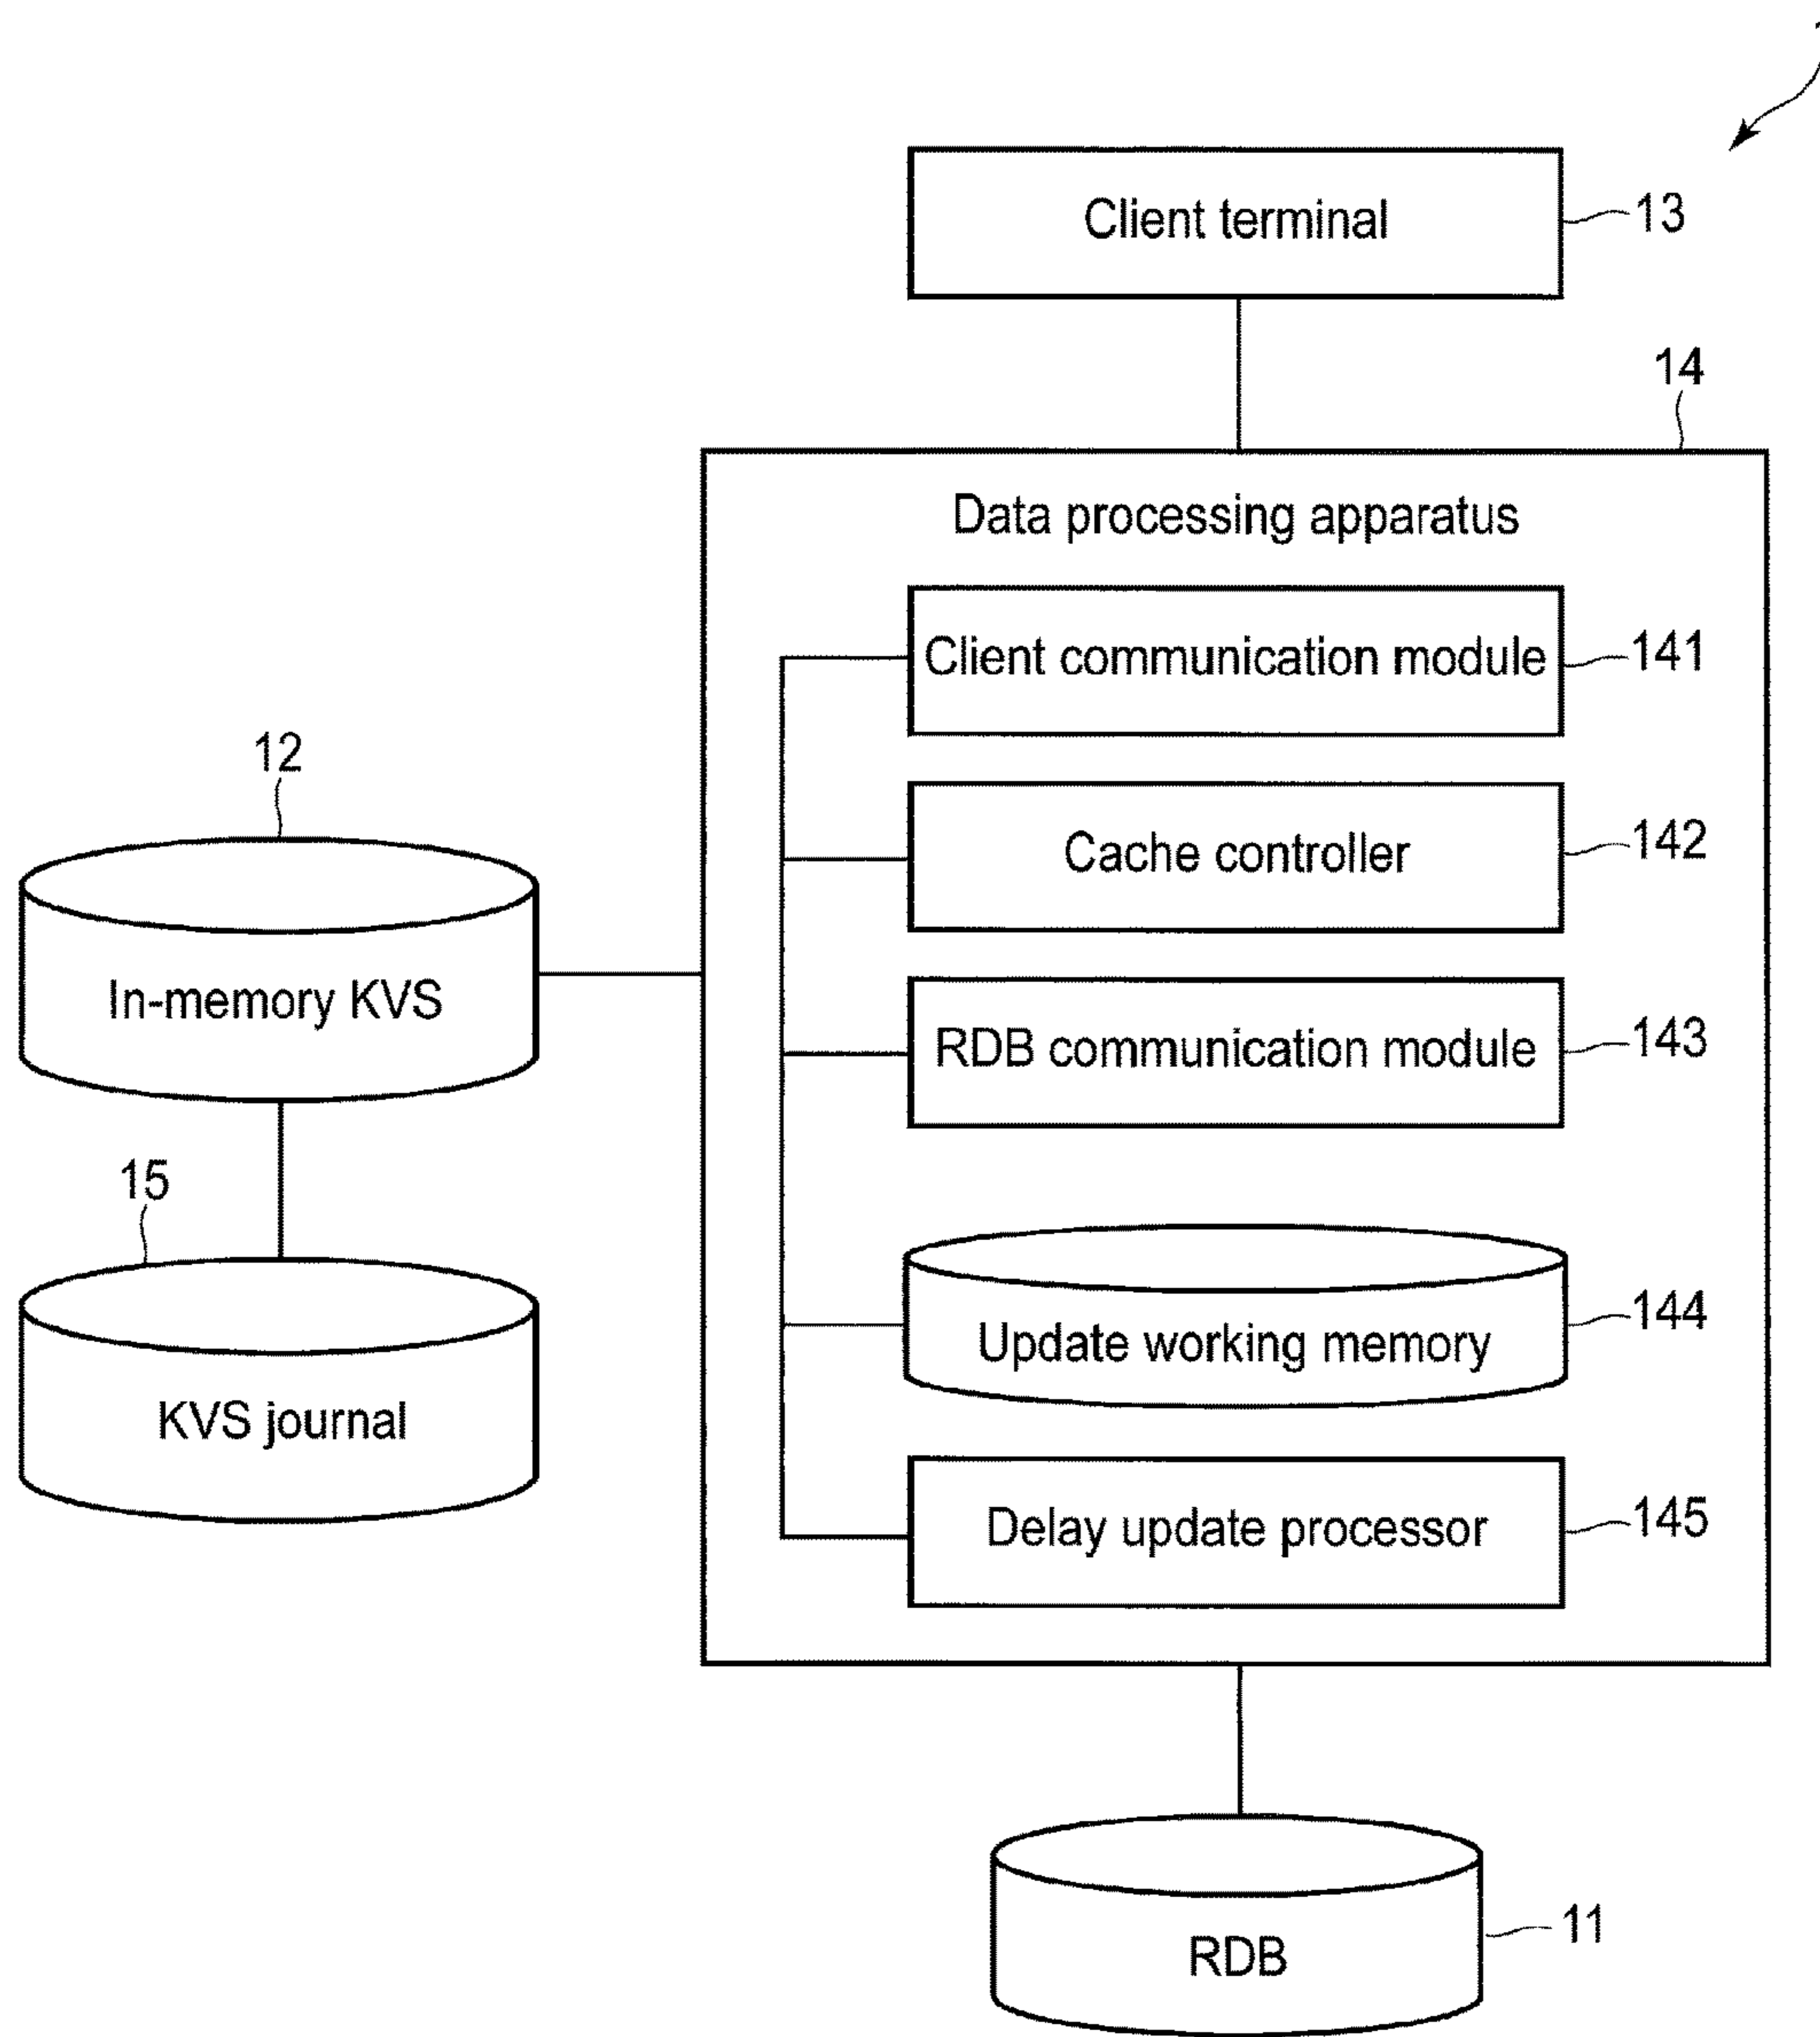 Client terminal
13
14
Data processing apparatus
Client communication module
141
12
Cache controller
142
In-memory KVS
RDB communication module
143
15
Update working memory
144
KVS journal
Delay update processor
145
RDB
11